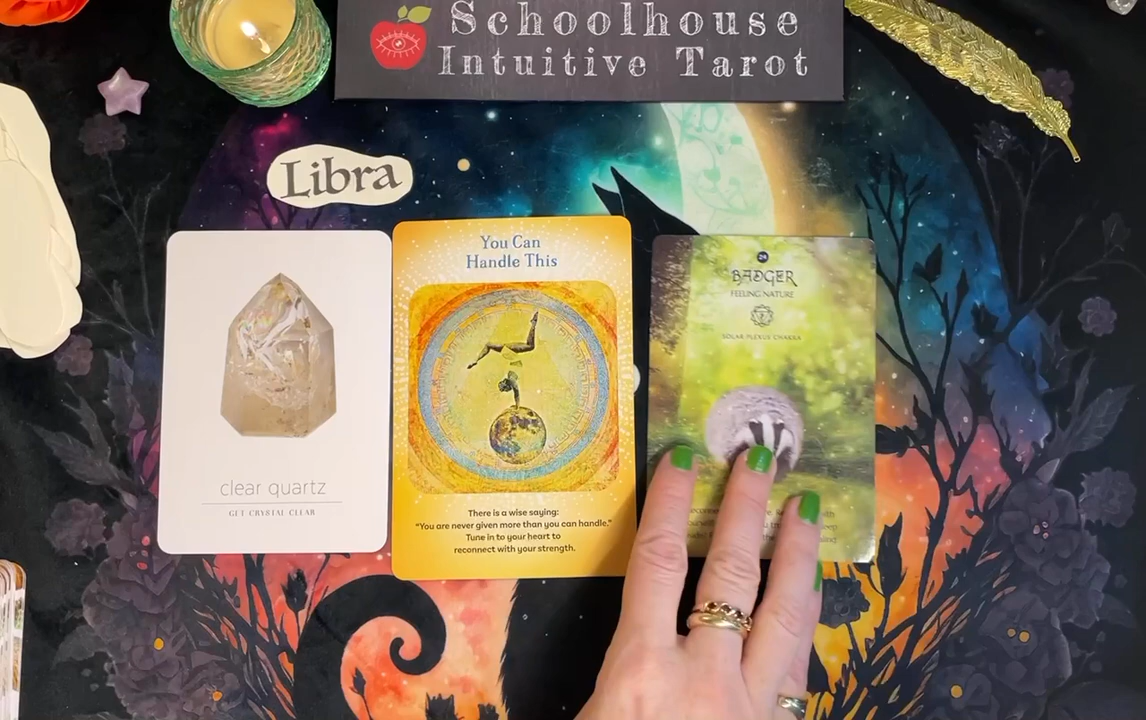 Schoolhouse
Intuitive Tarot
Libra
clear quartz
GET CRYSTAL CLEAR
You Can
Handle This
There is a wise saying:
"You are never given more than you can handle."
Tune in to your heart to
reconnect with your strength.
24
BADGER
FEELING NATURE
SOLAR PLEXUS CHAKRA